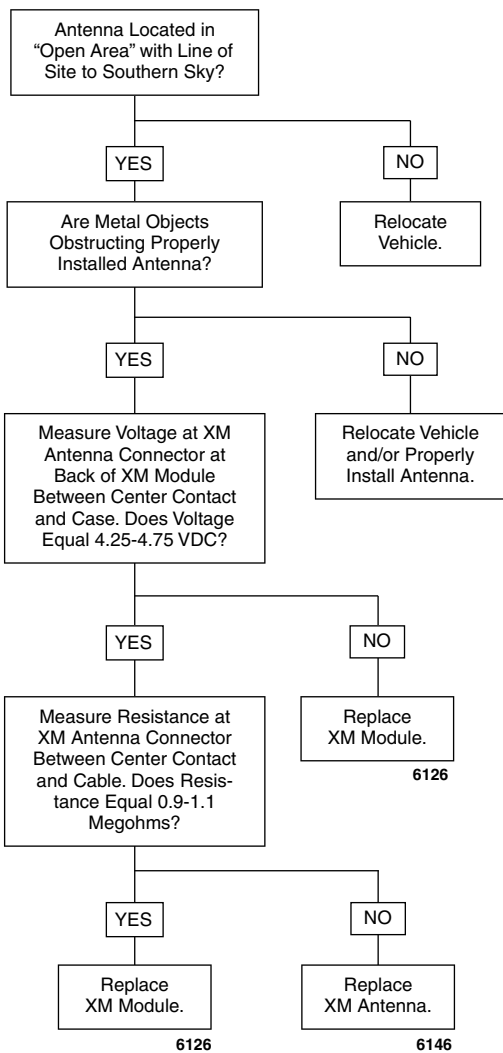 Antenna Located in
“Open Area” with Line of
Site to Southern Sky?
YES
NO
Are Metal Objects
Obstructing Properly
Installed Antenna?
Relocate
Vehicle.
YES
NO
Measure Voltage at XM
Antenna Connector at
Back of XM Module
Between Center Contact
and Case. Does Voltage
Equal 4.25-4.75 VDC?
Relocate Vehicle
and/or Properly
Install Antenna.
YES
NO
Measure Resistance at
XM Antenna Connector
Between Center Contact
and Cable. Does Resis-
tance Equal 0.9-1.1
Megohms?
Replace
XM Module.
6126
YES
NO
Replace
XM Module.
6126
Replace
XM Antenna.
6146